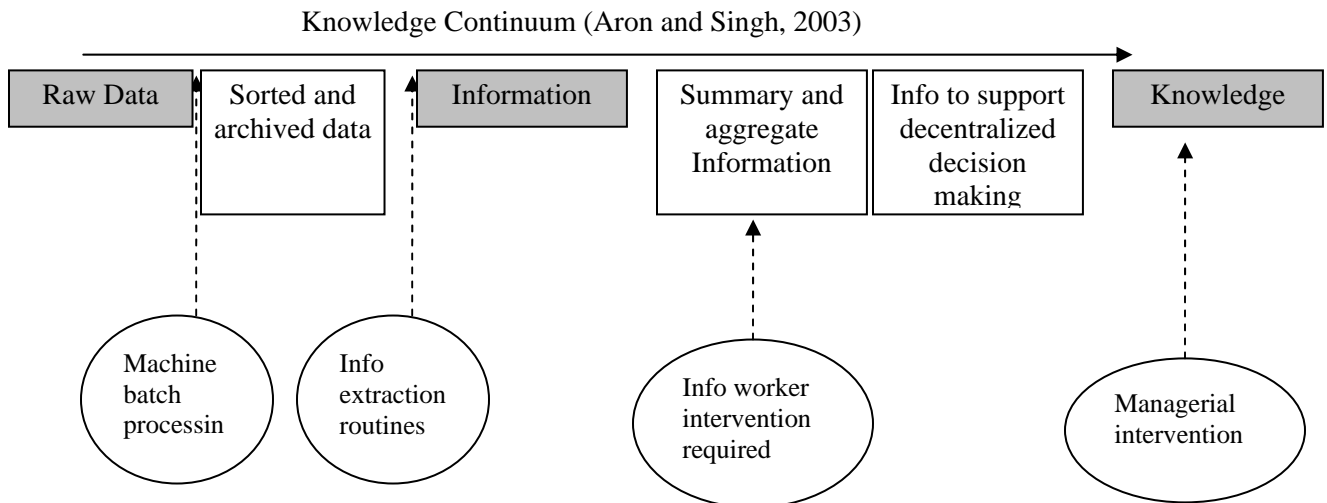 Knowledge Continuum (Aron and Singh, 2003)
Raw Data
Sorted and
archived data
Information
Summary and
aggregate
Information
Info to support
decentralized
decision
making
Knowledge
Machine
batch
processin
Info
extraction
routines
Info worker
intervention
required
Managerial
intervention